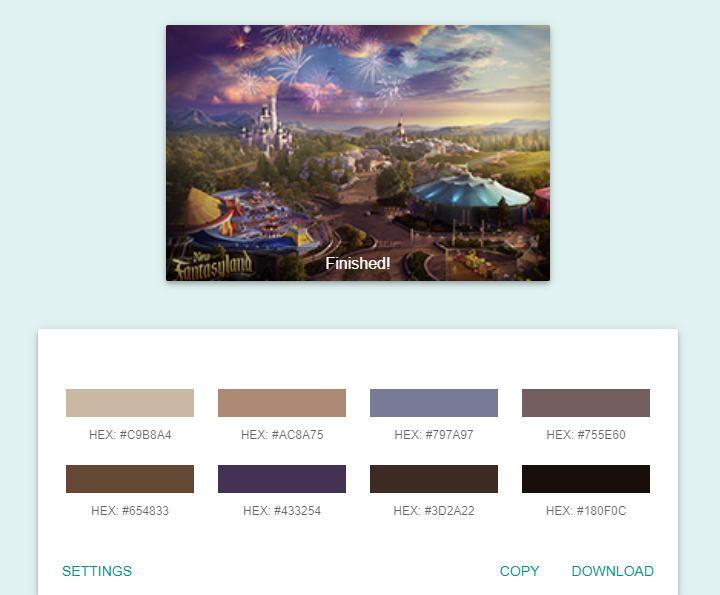 New
Fantasyland
Finished!
HEX: #C9B8A4
HEX: #AC8A75
HEX: #797A97
HEX: #755E60
HEX: #654833
HEX: #433254
HEX: #3D2A22
HEX: #180F0C
SETTINGS
COPY
DOWNLOAD